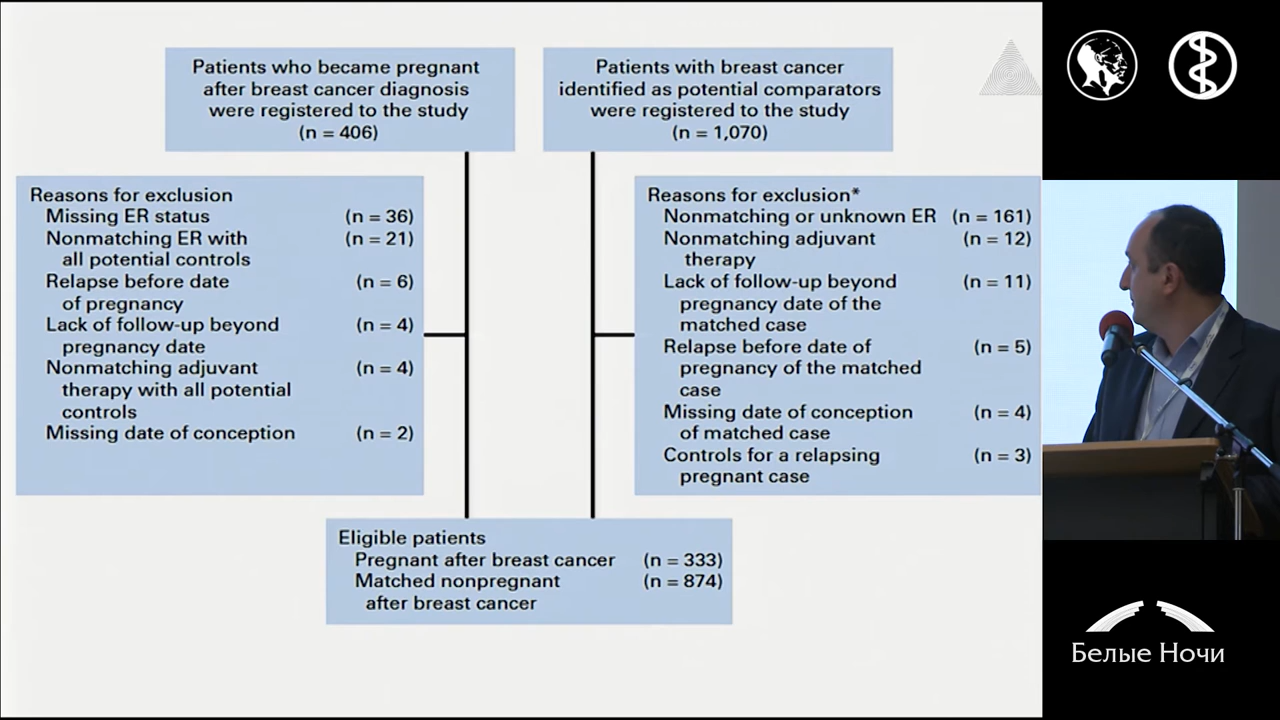 Patients who became pregnant
after breast cancer diagnosis
were registered to the study
(n = 406)
Patients with breast cancer
identified as potential comparators
were registered to the study
(n = 1,070)
Reasons for exclusion
Missing ER status (n = 36)
Nonmatching ER with (n = 21)
all potential controls
Relapse before date (n = 6)
of pregnancy
Lack of follow-up beyond (n = 4)
pregnancy date
Nonmatching adjuvant (n = 4)
therapy with all potential
controls
Missing date of conception (n = 2)
Reasons for exclusion*
Nonmatching or unknown ER (n = 161)
Nonmatching adjuvant (n = 12)
therapy
Lack of follow-up beyond (n = 11)
pregnancy date of the
matched case
Relapse before date of (n = 5)
pregnancy of the matched
case
Missing date of conception (n = 4)
of matched case
Controls for a relapsing (n = 3)
pregnant case
Eligible patients
Pregnant after breast cancer (n = 333)
Matched nonpregnant (n = 874)
after breast cancer
Белые Ночи